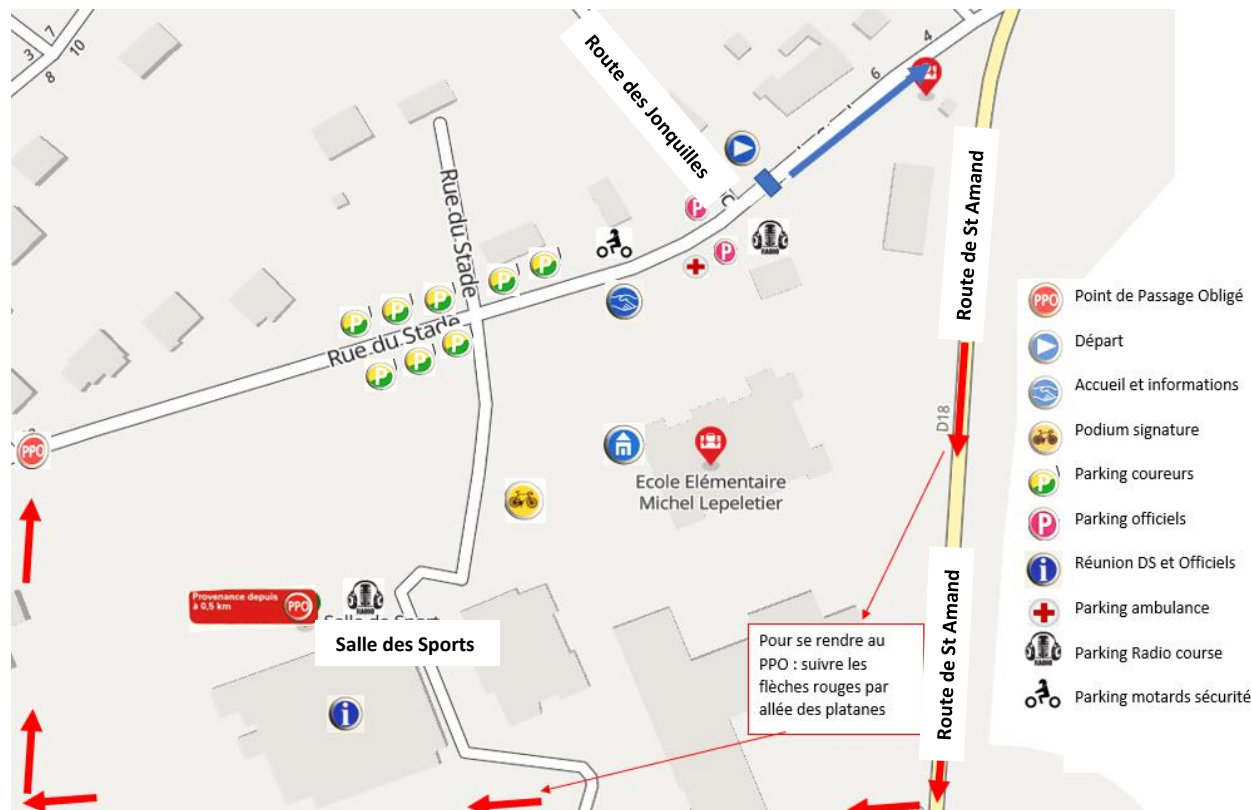 3
7
10
8
Route des Jonquilles
4
6
Rue du Stade
Rue du Stade
P
P
P
P
P
P
P
P
P
P
RADIO
Route de St Amand
D18
PPO
Ecole Elémentaire
Michel Lepeletier
Provenance depuis
à 0,5 km
PPO
RADIO
Salle des Sports
i
Pour se rendre au
PPO : suivre les
flèches rouges par
allée des platanes
Route de St Amand
PPO Point de Passage Obligé
Départ
Accueil et informations
Podium signature
P Parking coureurs
P Parking officiels
i Réunion DS et Officiels
Parking ambulance
RADIO Parking Radio course
Parking motards sécurité